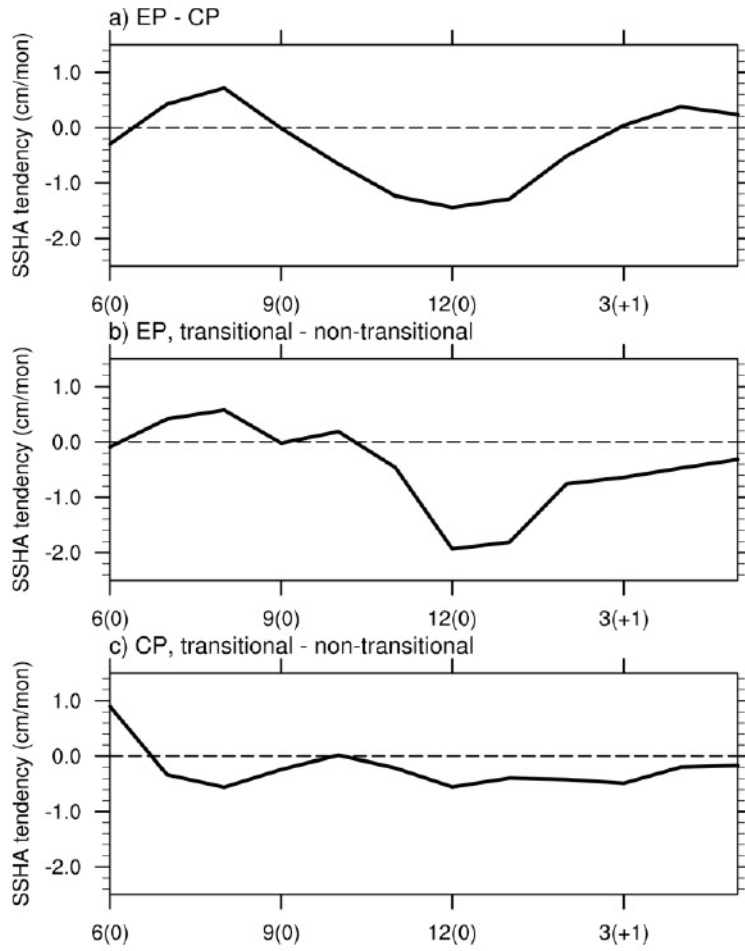 a) EP - CP
SSHA tendency (cm/mon)
1.0
0.0
-1.0
-2.0
6(0) 9(0) 12(0) 3(+1)
b) EP, transitional - non-transitional
SSHA tendency (cm/mon)
1.0
0.0
-1.0
-2.0
6(0) 9(0) 12(0) 3(+1)
c) CP, transitional - non-transitional
SSHA tendency (cm/mon)
1.0
0.0
-1.0
-2.0
6(0) 9(0) 12(0) 3(+1)